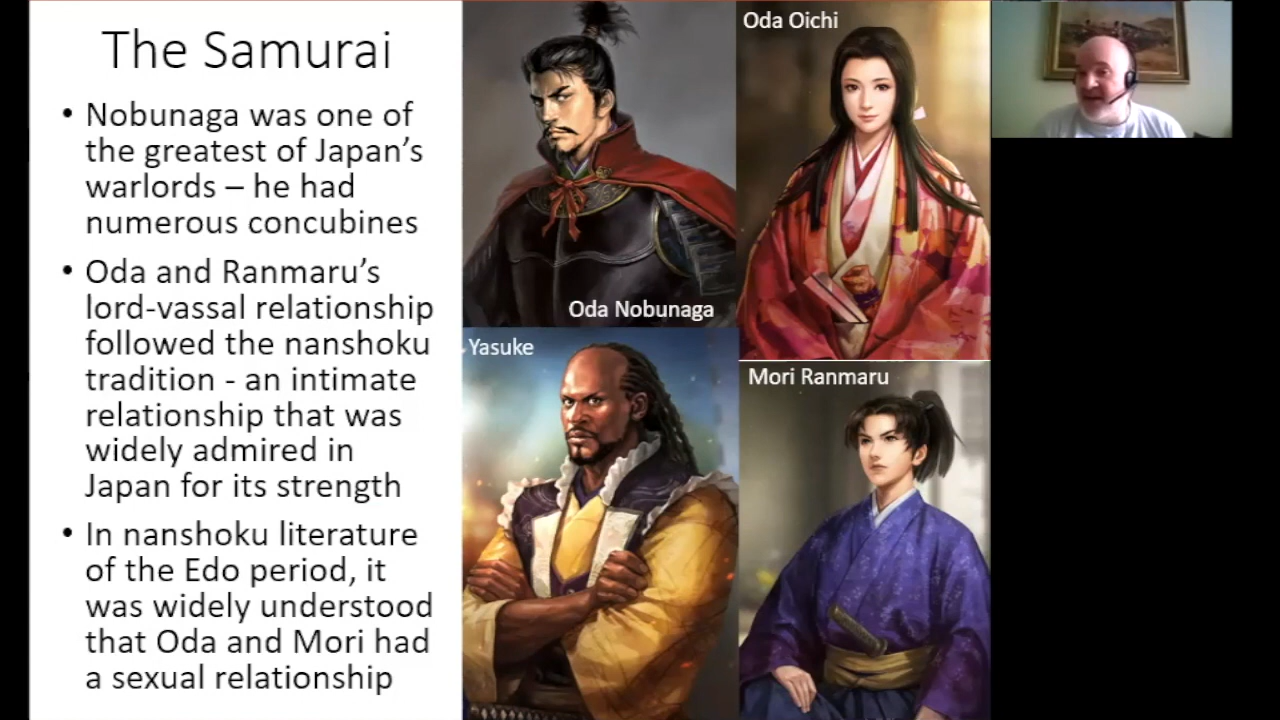 The Samurai
• Nobunaga was one of
the greatest of Japan's
warlords – he had
numerous concubines
• Oda and Ranmaru's
lord-vassal relationship
followed the nanshoku
tradition - an intimate
relationship that was
widely admired in
Japan for its strength
• In nanshoku literature
of the Edo period, it
was widely understood
that Oda and Mori had
a sexual relationship
Oda Nobunaga
Oda Oichi
Yasuke
Mori Ranmaru